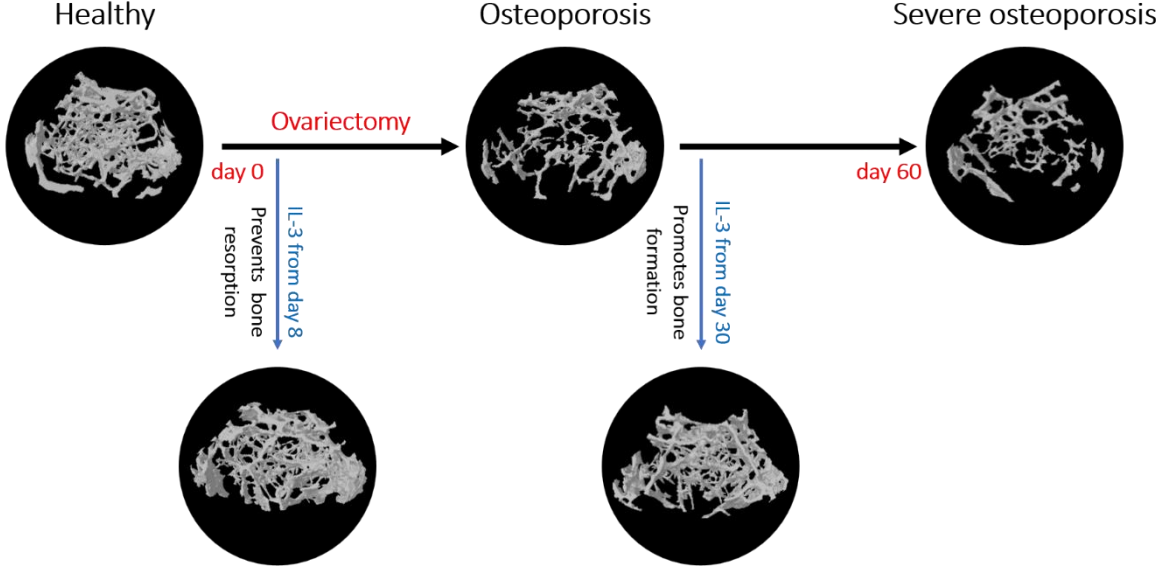 Healthy
Osteoporosis
Severe osteoporosis
Ovariectomy
day 0
day 60
IL-3 from day 8
Prevents bone
resorption
IL-3 from day 30
Promotes bone
formation